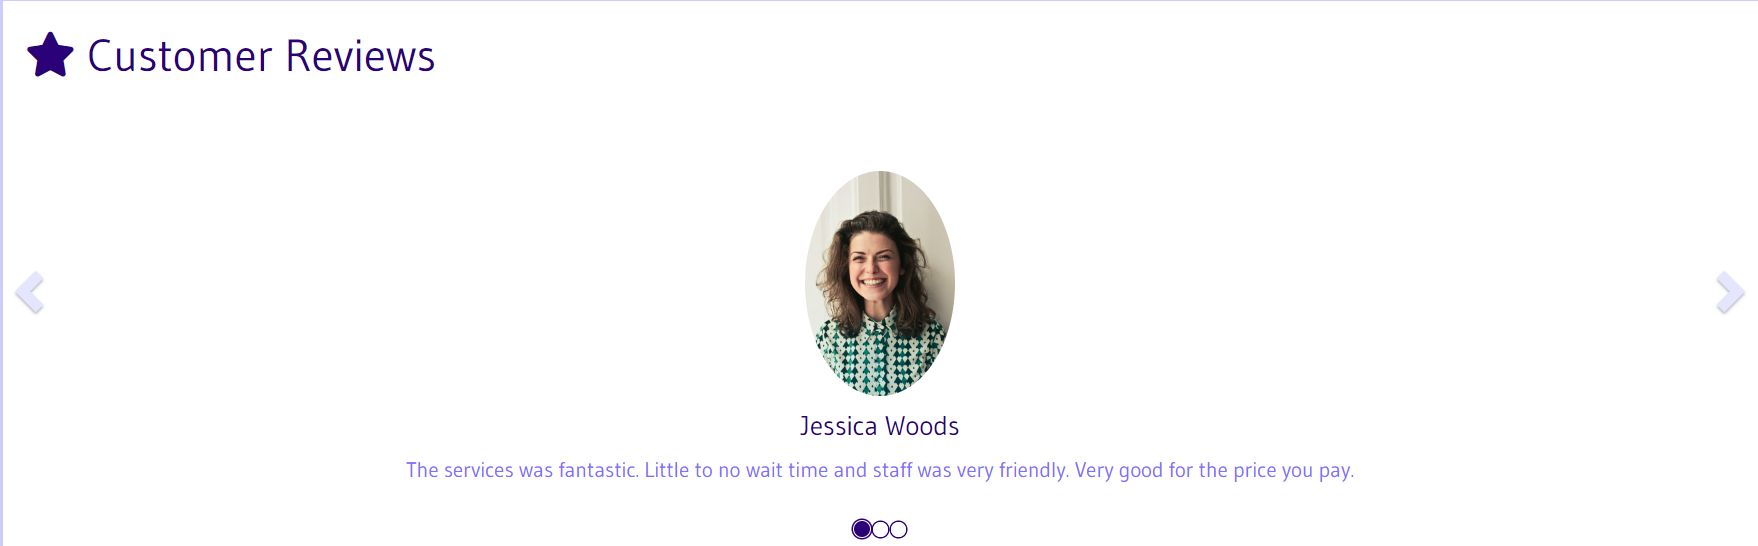 Customer Reviews
Jessica Woods
The services was fantastic. Little to no wait time and staff was very friendly. Very good for the price you pay.